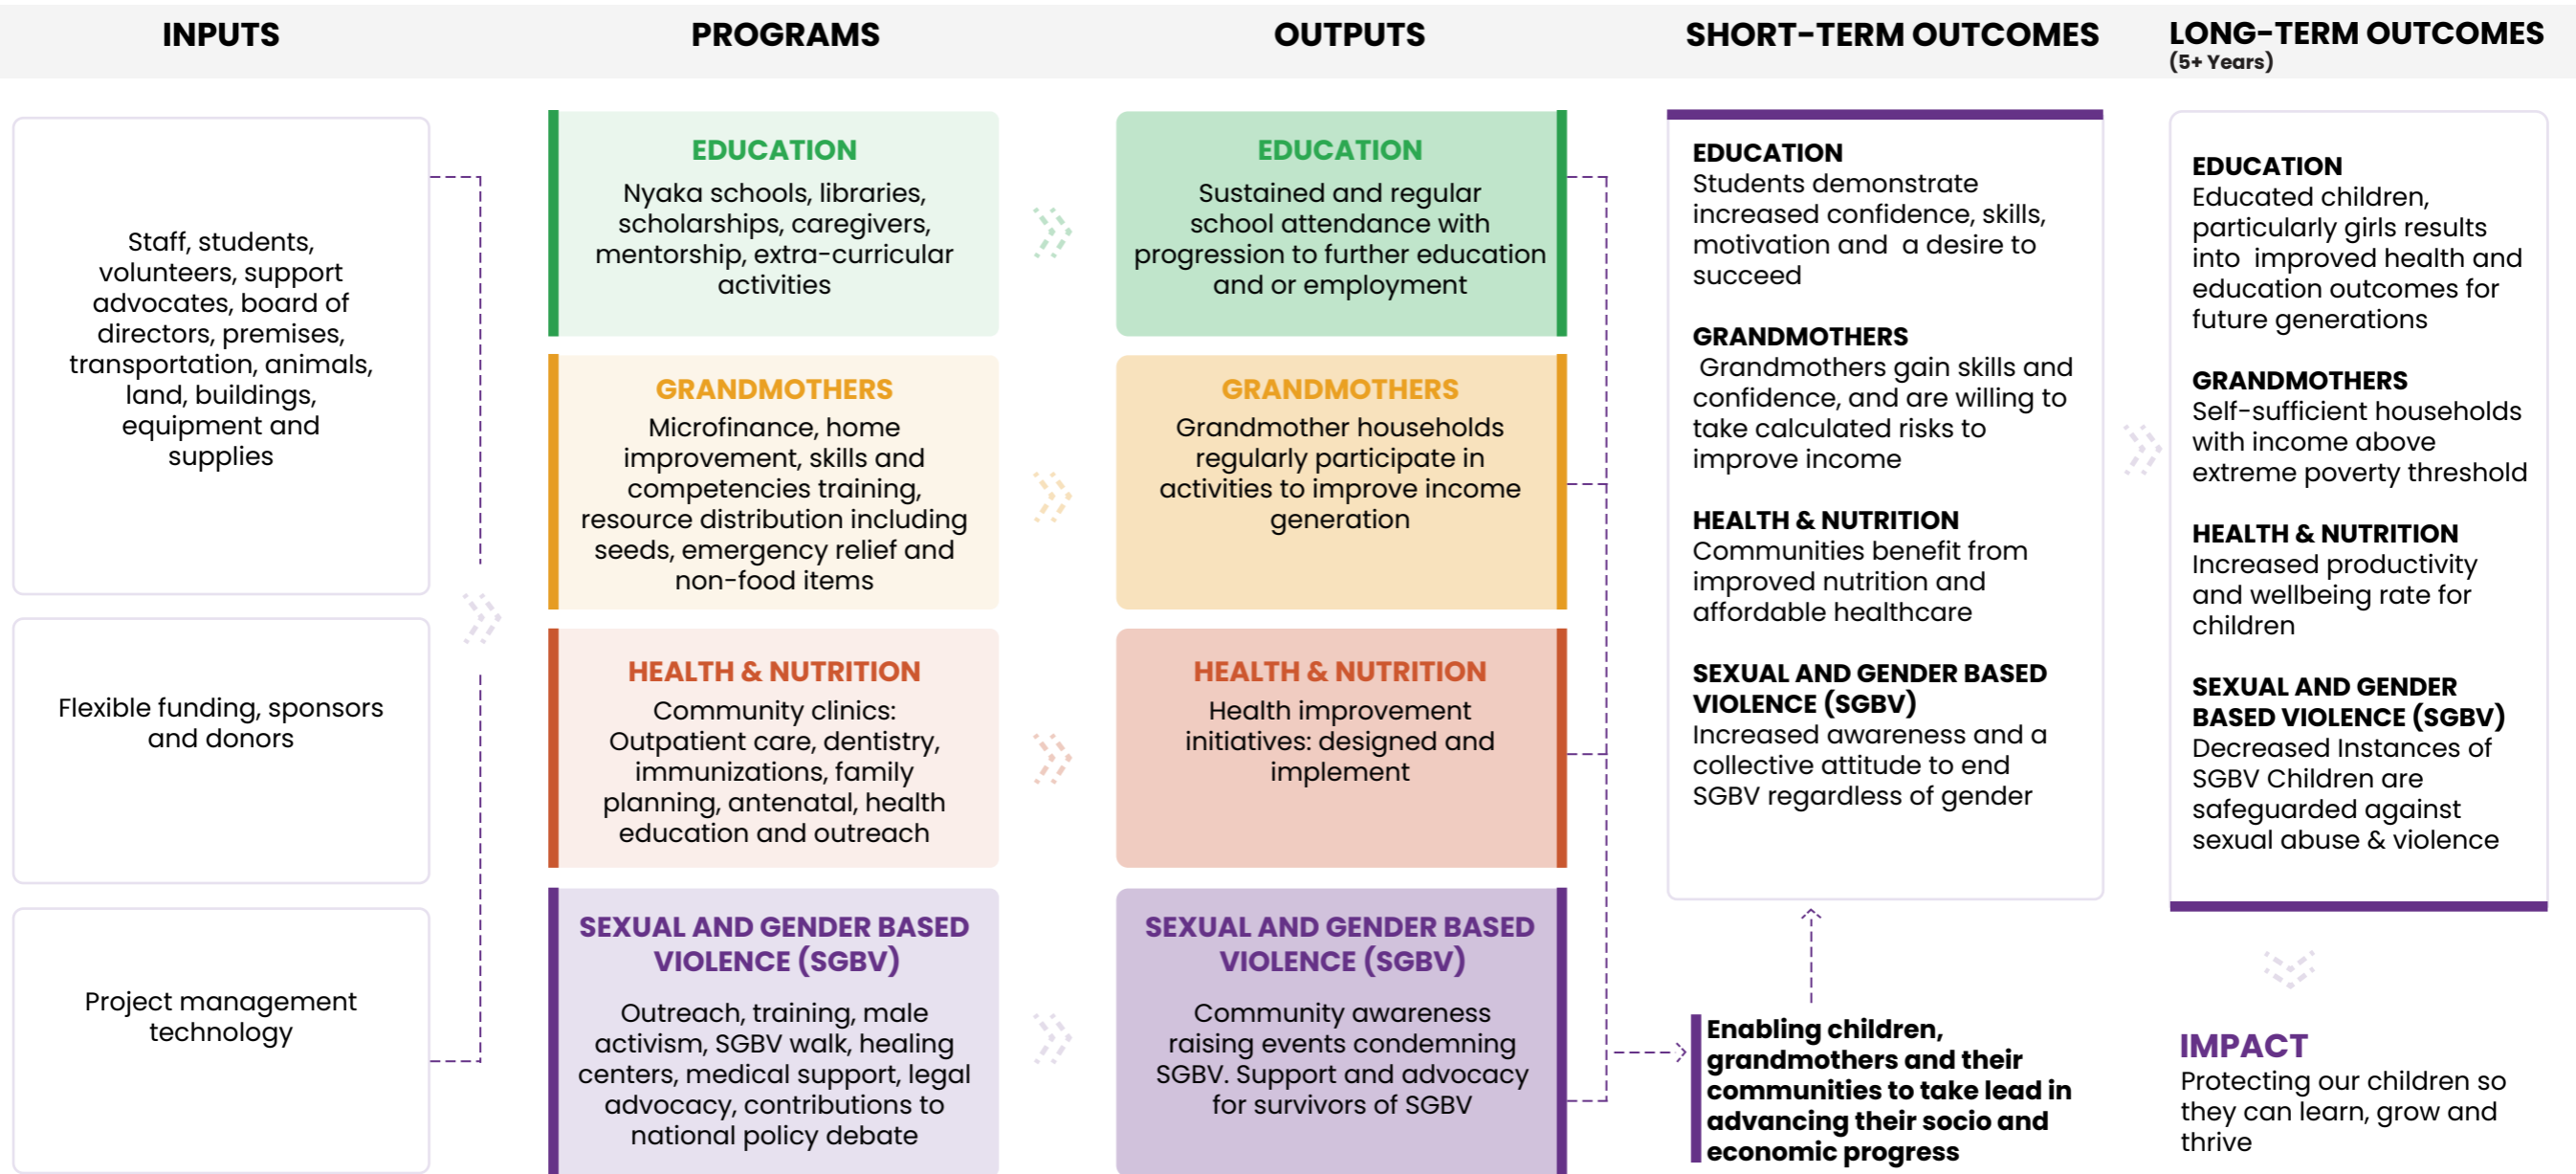 INPUTS
PROGRAMS
OUTPUTS
SHORT-TERM OUTCOMES
LONG-TERM OUTCOMES
(5+ Years)
Staff, students,
volunteers, support
advocates, board of
directors, premises,
transportation, animals,
land, buildings,
equipment and
supplies
Flexible funding, sponsors
and donors
Project management
technology
EDUCATION
Nyaka schools, libraries,
scholarships, caregivers,
mentorship, extra-curricular
activities
GRANDMOTHERS
Microfinance, home
improvement, skills and
competencies training,
resource distribution including
seeds, emergency relief and
non-food items
HEALTH & NUTRITION
Community clinics:
Outpatient care, dentistry,
immunizations, family
planning, antenatal, health
education and outreach
SEXUAL AND GENDER BASED
VIOLENCE (SGBV)
Outreach, training, male
activism, SGBV walk, healing
centers, medical support, legal
advocacy, contributions to
national policy debate
EDUCATION
Sustained and regular
school attendance with
progression to further education
and or employment
GRANDMOTHERS
Grandmother households
regularly participate in
activities to improve income
generation
HEALTH & NUTRITION
Health improvement
initiatives: designed and
implement
SEXUAL AND GENDER BASED
VIOLENCE (SGBV)
Community awareness
raising events condemning
SGBV. Support and advocacy
for survivors of SGBV
EDUCATION
Students demonstrate
increased confidence, skills,
motivation and a desire to
succeed
GRANDMOTHERS
Grandmothers gain skills and
confidence, and are willing to
take calculated risks to
improve income
HEALTH & NUTRITION
Communities benefit from
improved nutrition and
affordable healthcare
SEXUAL AND GENDER BASED
VIOLENCE (SGBV)
Increased awareness and a
collective attitude to end
SGBV regardless of gender
Enabling children,
grandmothers and their
communities to take lead in
advancing their socio and
economic progress
EDUCATION
Educated children,
particularly girls results
into improved health and
education outcomes for
future generations
GRANDMOTHERS
Self-sufficient households
with income above
extreme poverty threshold
HEALTH & NUTRITION
Increased productivity
and wellbeing rate for
children
SEXUAL AND GENDER
BASED VIOLENCE (SGBV)
Decreased Instances of
SGBV Children are
safeguarded against
sexual abuse & violence
IMPACT
Protecting our children so
they can learn, grow and
thrive